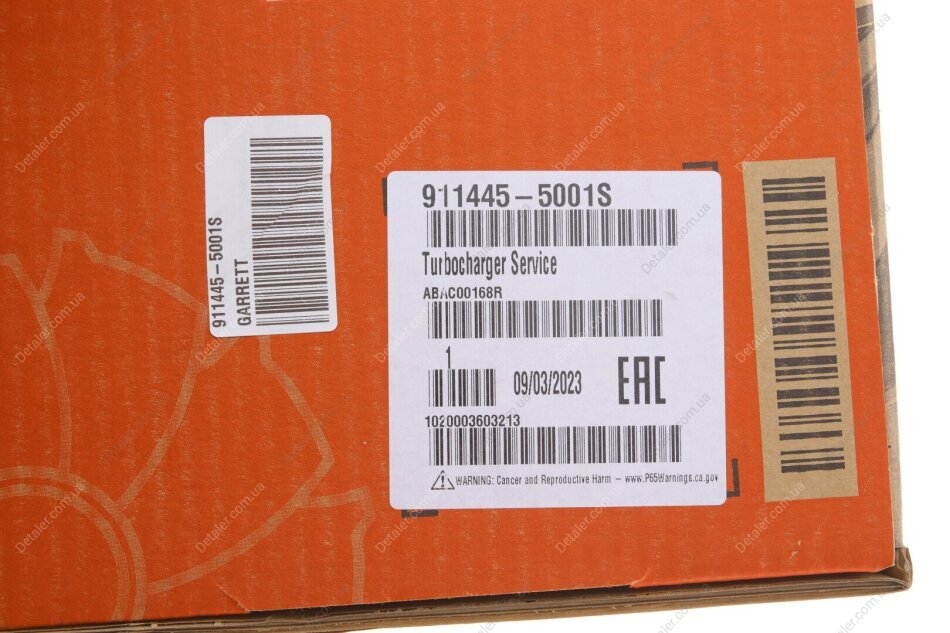 911445-5001S
GARRETT
911445-5001S
Turbocharger Service
ABAC00168R
1
09/03/2023
EAC
1020003603213
WARNING: Cancer and Reproductive Harm - www.P65Warnings.ca.gov
Detaler.com.ua